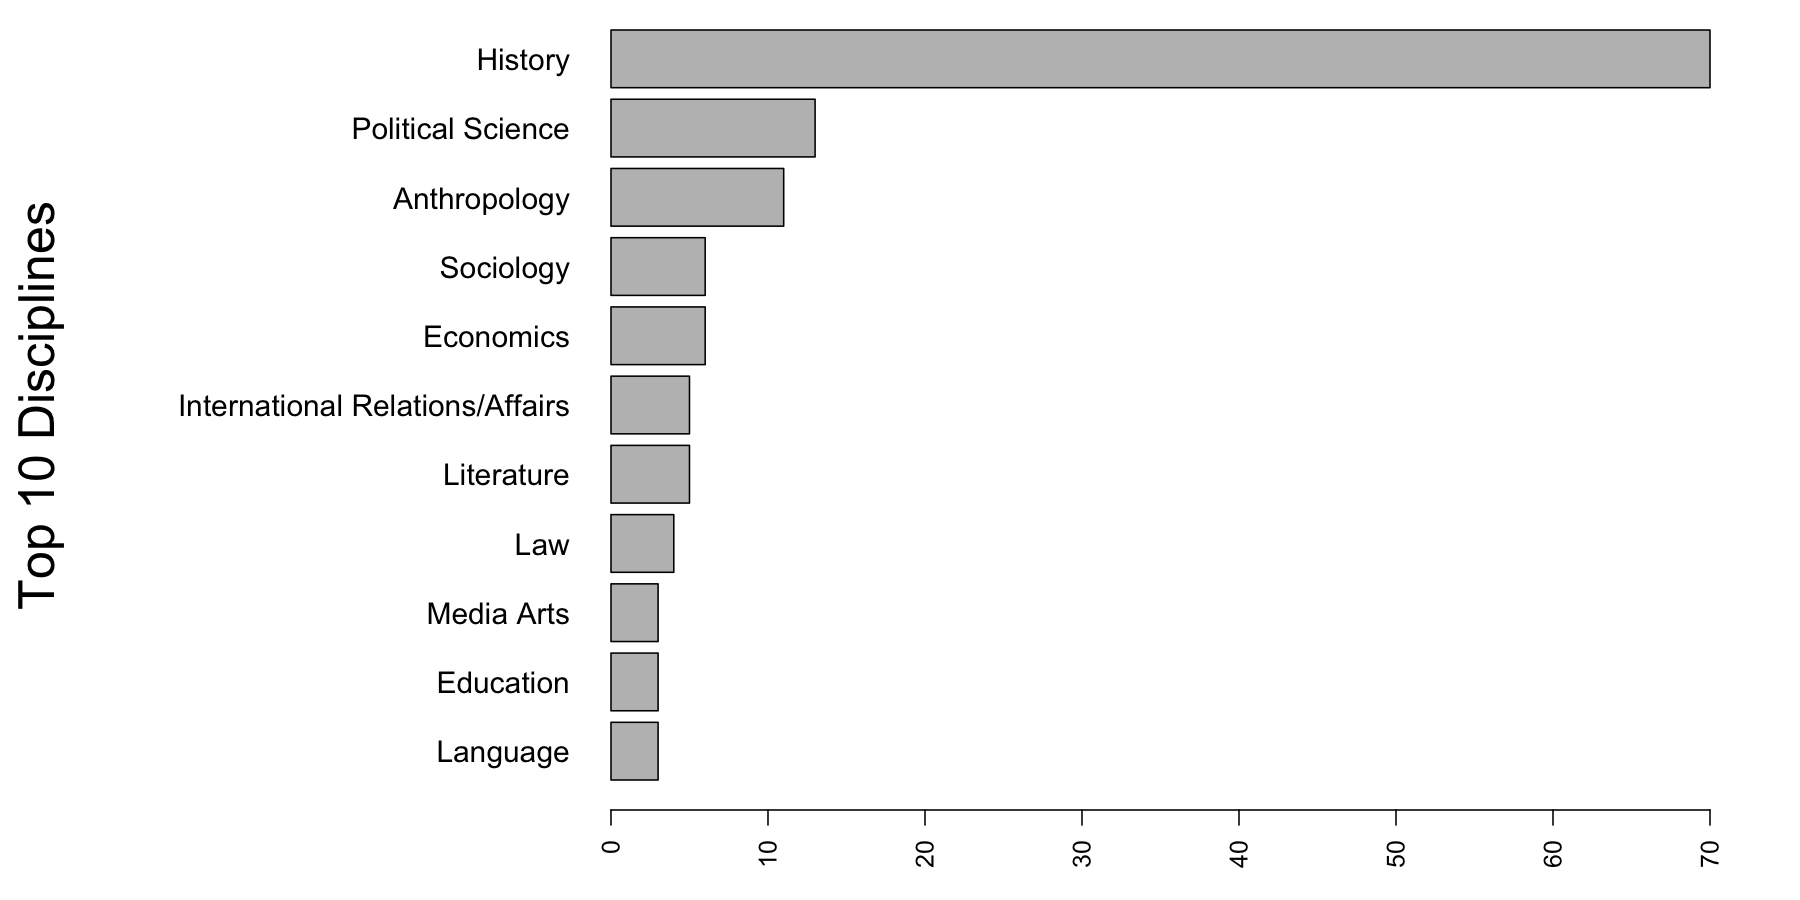 Top 10 Disciplines
History
Political Science
Anthropology
Sociology
Economics
International Relations/Affairs
Literature
Law
Media Arts
Education
Language
0 10 20 30 40 50 60 70